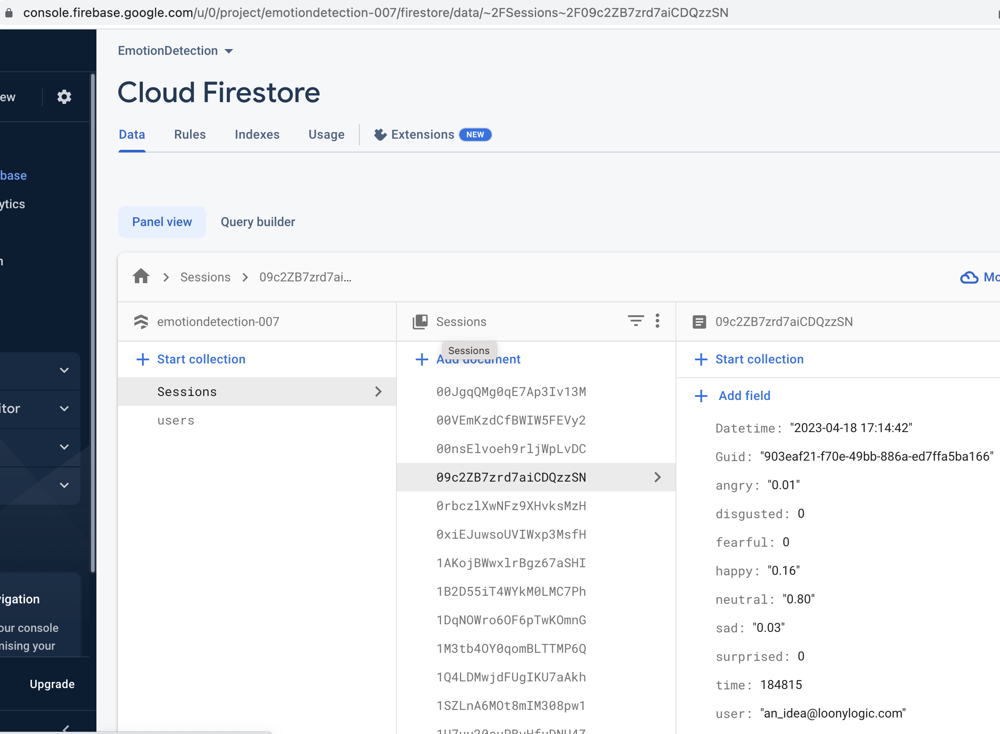 console.firebase.google.com/u/0/project/emotiondetection-007/firestore/data/~2FSessions~2F09c2ZB7zrd7aiCDQzzSN
EmotionDetection
Cloud Firestore
ew
Data Rules Indexes Usage Extensions NEW
base
ytics
Panel view Query builder
n
Sessions 09c2ZB7zrd7ai... Mo
emotiondetection-007
Start collection
Sessions
users
Sessions
Sessions
Add document
00JgqQMg0qE7Ap3Iv13M
00VEmKzdCfBWIW5FEVy2
00nsElvoeh9rljWpLvDC
09c2ZB7zrd7aiCDQzzSN
0rbczlXwNFz9XHvksMzH
0xiEJuwsoUVIWxp3MsfH
1AKojBWwxlrBgz67aSHI
1B2D55iT4WYkM0LMC7Ph
1DqNOWro6OF6pTwKOmnG
1M3tb4OY0qomBLTTMP6Q
1Q4LDMwjdFUgIKU7aAkh
1SZLnA6MOt8mIM308pw1
09c2ZB7zrd7aiCDQzzSN
Start collection
Add field
Datetime: "2023-04-18 17:14:42"
Guid: "903eaf21-f70e-49bb-886a-ed7ffa5ba166"
angry: "0.01"
disgusted: 0
fearful: 0
happy: "0.16"
neutral: "0.80"
sad: "0.03"
surprised: 0
time: 184815
user: "an_idea@loonylogic.com"
itor
vigation
our console
mising your
Upgrade